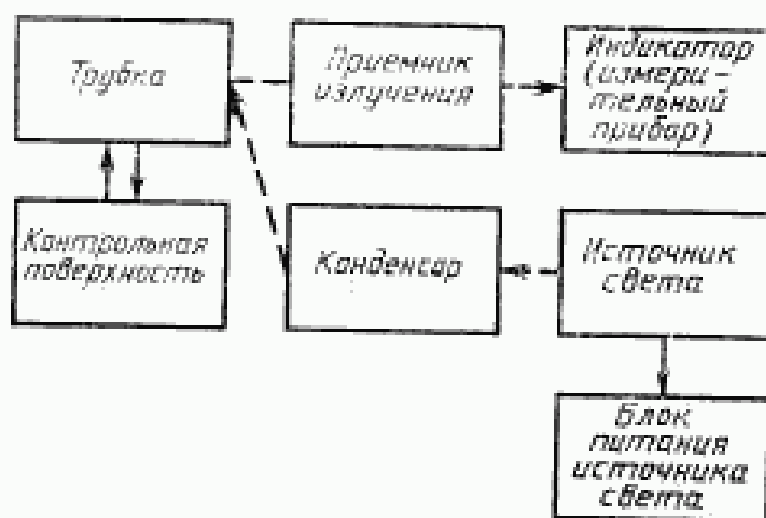 Трубка
Приемник
излучения
Индикатор
(измери-
тельный
прибор)
Контрольная
поверхность
Конденсор
Источник
света
Блок
питания
источника
света